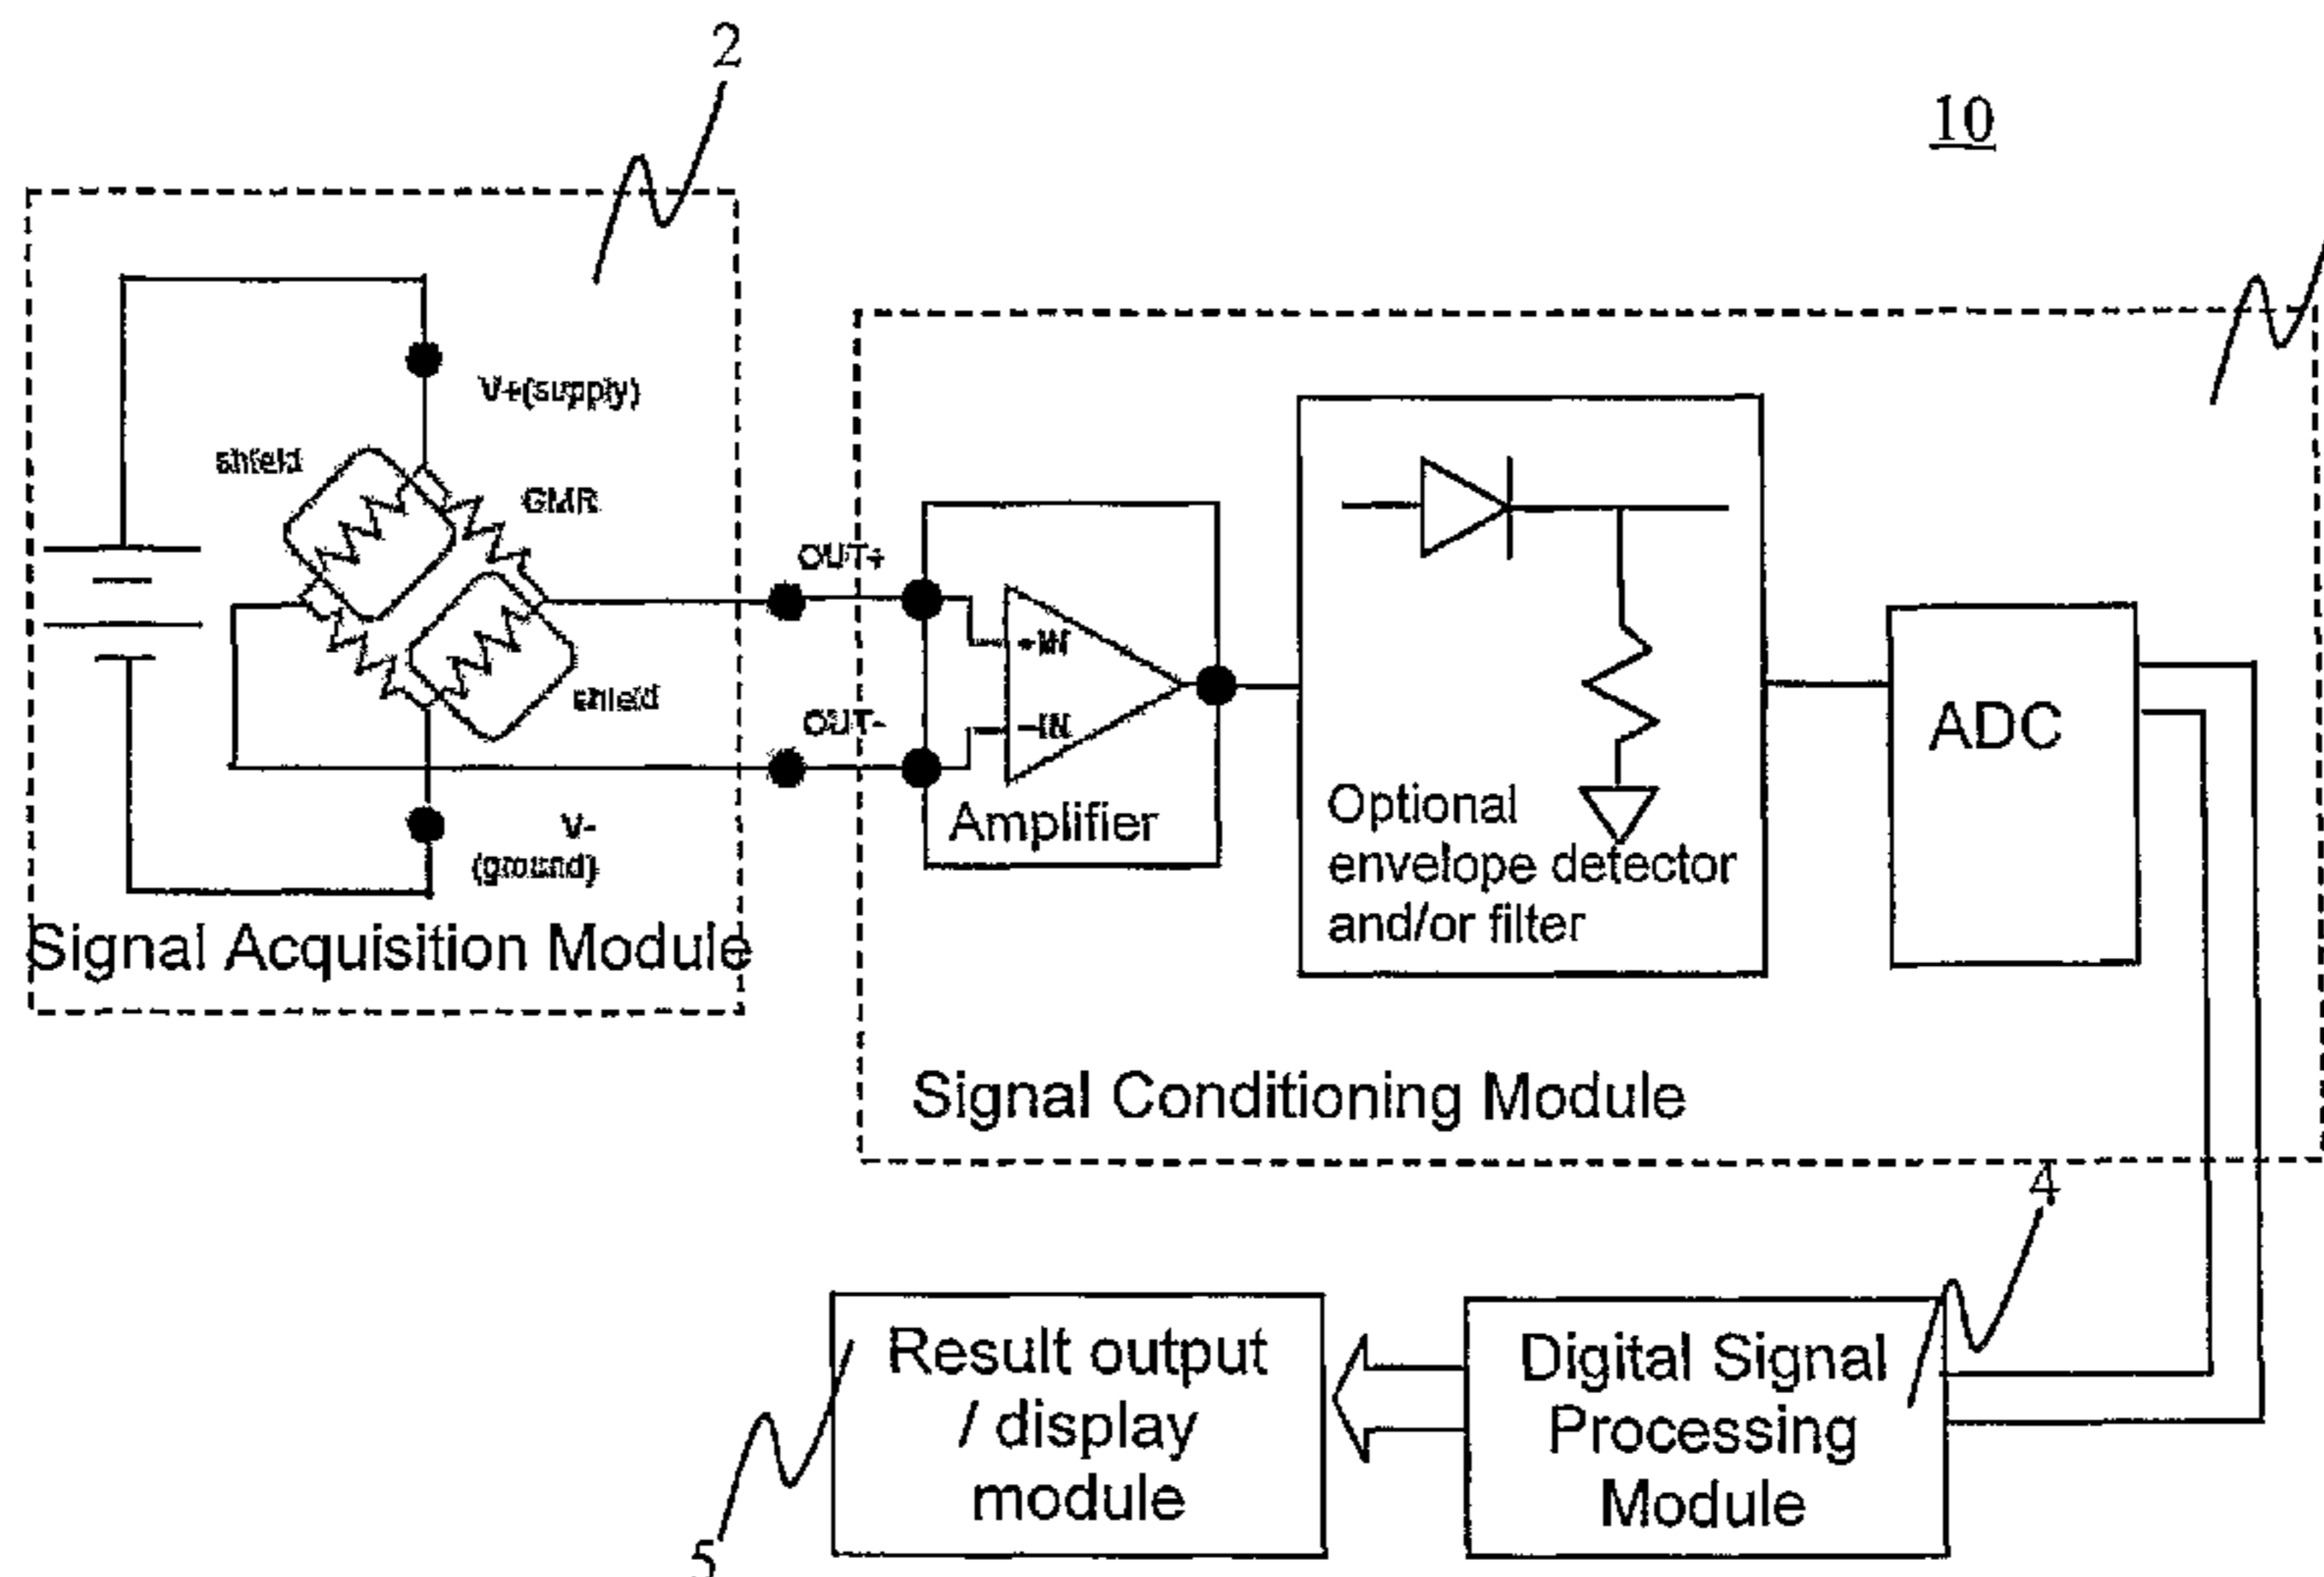 2
10
V+(supply)
shield
GMR
OUT+
+IN
shield
OUT-
-IN
ADC
Amplifier
Optional
envelope detector
and/or filter
V-
(ground)
Signal Acquisition Module
Signal Conditioning Module
4
Result output
/ display
module
Digital Signal
Processing
Module
5